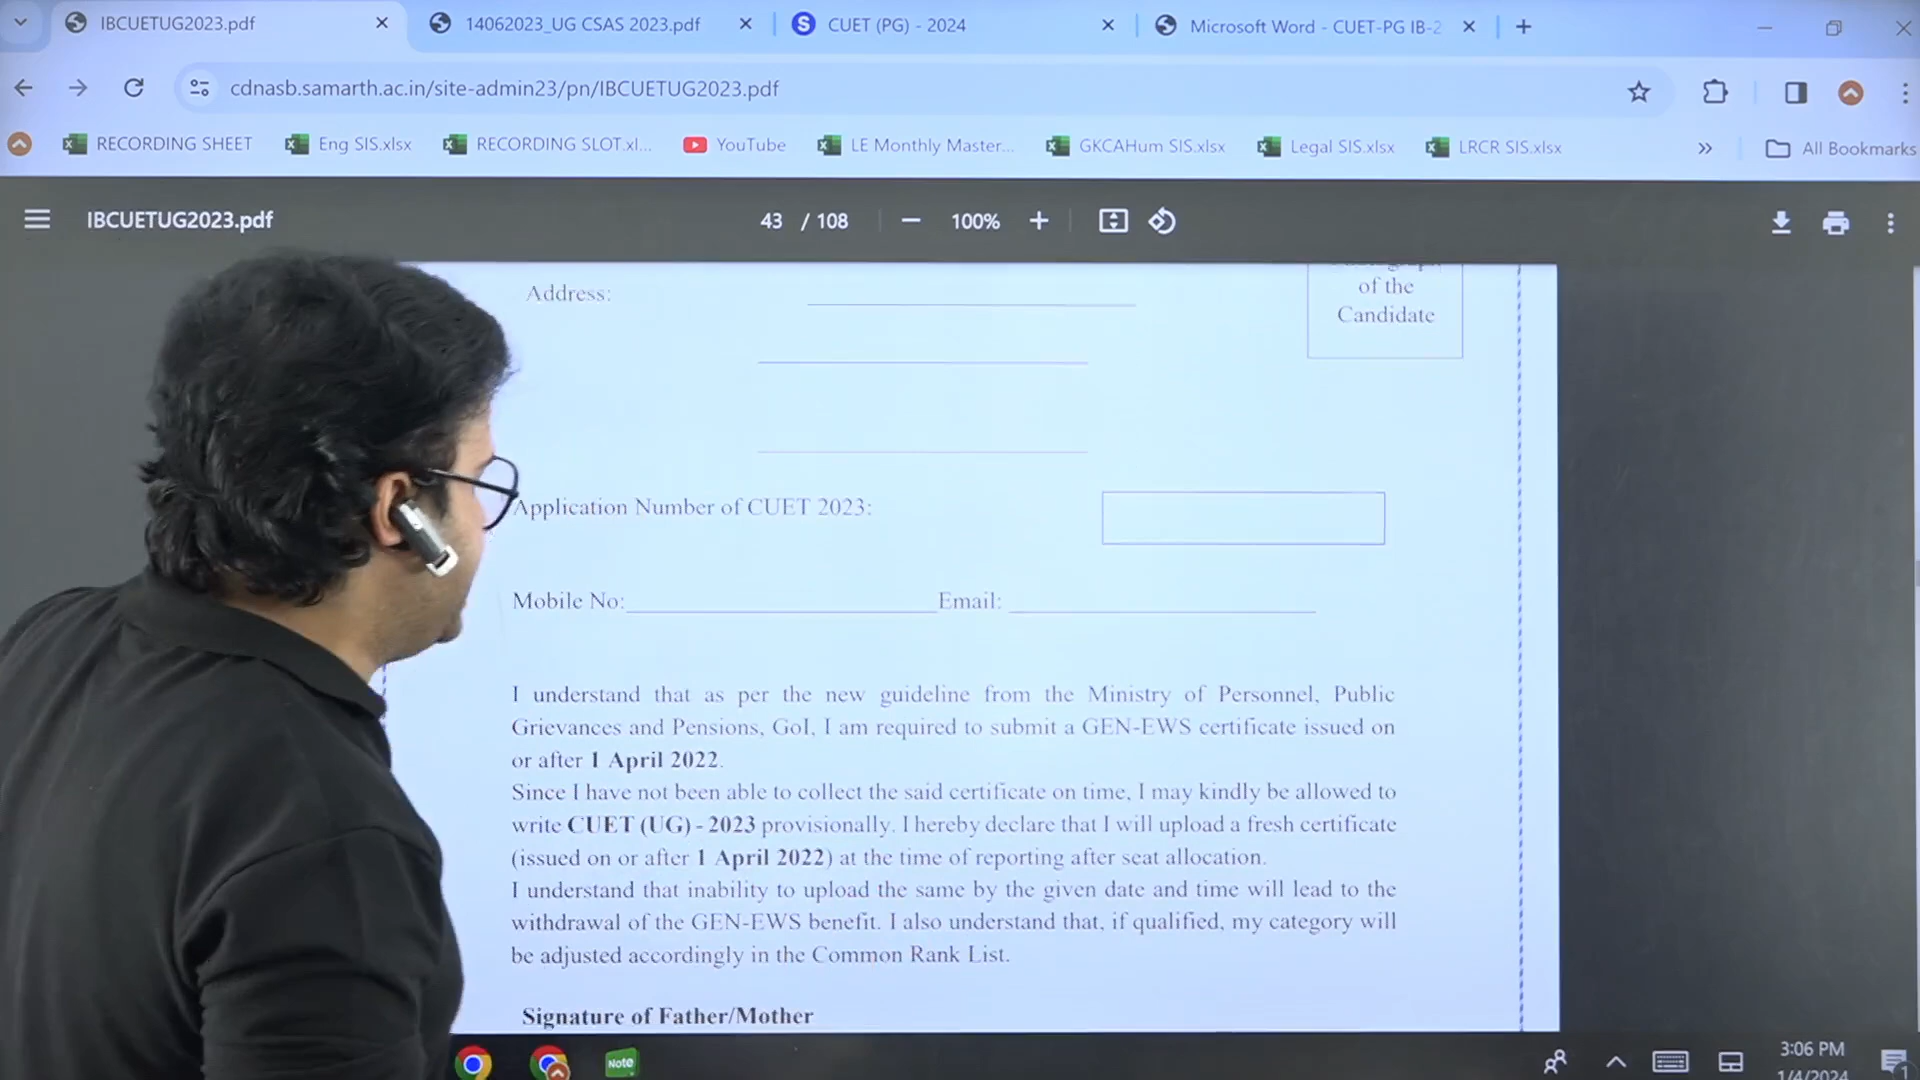 IBCUETUG2023.pdf
14062023_UG CSAS 2023.pdf
S CUET (PG) - 2024
Microsoft Word - CUET-PG IB-2
cdnasb.samarth.ac.in/site-admin23/pn/IBCUETUG2023.pdf
RECORDING SHEET
Eng SIS.xlsx
RECORDING SLOT.xl...
YouTube
LE Monthly Master...
GKCAHum SIS.xlsx
Legal SIS.xlsx
LRCR SIS.xlsx
All Bookmarks
IBCUETUG2023.pdf
43 / 108
100%
Address:
of the
Candidate
Application Number of CUET 2023:
Mobile No:
Email:
I understand that as per the new guideline from the Ministry of Personnel, Public
Grievances and Pensions, GoI, I am required to submit a GEN-EWS certificate issued on
or after 1 April 2022.
Since I have not been able to collect the said certificate on time, I may kindly be allowed to
write CUET (UG) - 2023 provisionally. I hereby declare that I will upload a fresh certificate
(issued on or after 1 April 2022) at the time of reporting after seat allocation.
I understand that inability to upload the same by the given date and time will lead to the
withdrawal of the GEN-EWS benefit. I also understand that, if qualified, my category will
be adjusted accordingly in the Common Rank List.
Signature of Father/Mother
Note
3:06 PM
1/4/2024
1